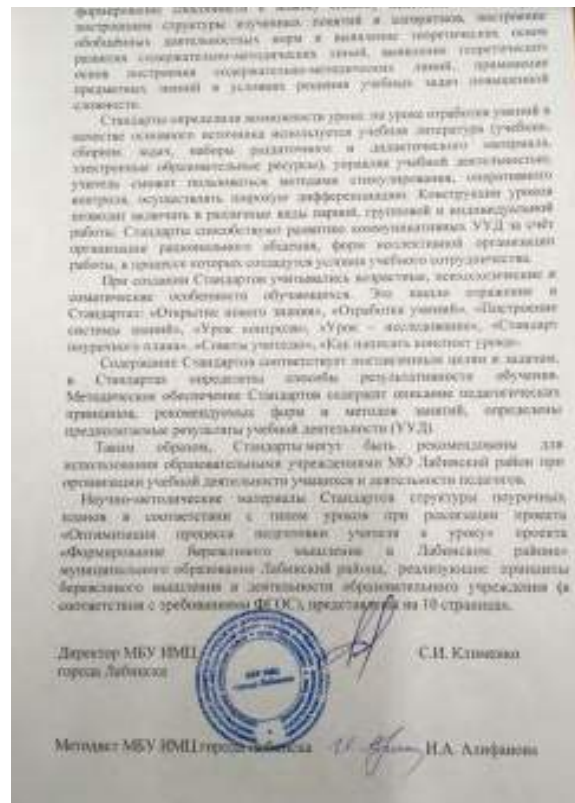 формирование способности к
построения структуры изученных понятий и алгоритмов, построение
обобщённых деятельностных норм и выявление теоретических основ
развития содержательно-методических линий, выявления теоретических
основ построения содержательно-методических линий, применение
предметных знаний в условиях решения учебных задач повышенной
сложности.
Стандарты определяли возможности урока: на уроке отработки умений в
качестве основного источника используется учебная литература (учебник,
сборник задач, наборы раздаточного и дидактического материала,
электронные образовательные ресурсы), управляя учебной деятельностью,
учитель сможет пользоваться методами стимулирования, оперативного
контроля, осуществлять широкую дифференциацию. Конструкции уроков
позволят включать в различные виды парной, групповой и индивидуальной
работы. Стандарты способствуют развитию коммуникативных УУД за счёт
организации рационального общения, форм коллективной организации
работы, в процессе которых создадутся условия учебного сотрудничества.
При создании Стандартов учитывались возрастные, психологические и
соматические особенности обучающихся. Это нашло отражение в
Стандартах: «Открытие нового знания», «Отработка умений», «Построение
системы знаний», «Урок контроля», «Урок – исследование», «Стандарт
поурочного плана», «Советы учителю», «Как написать конспект урока».
Содержание Стандартов соответствует поставленным целям и задачам,
в Стандартах определены способы результативности обучения.
Методическое обеспечение Стандартов содержит описание педагогических
принципов, рекомендуемых форм и методов занятий, определены
предполагаемые результаты учебной деятельности (УУД).
Таким образом, Стандарты могут быть рекомендованы для
использования образовательными учреждениями МО Лабинский район при
организации учебной деятельности учащихся и деятельности педагогов.
Научно-методические материалы Стандартов структуры поурочных
планов в соответствии с типом уроков при реализации проекта
«Оптимизация процесса подготовки учителя к уроку» проекта
«Формирование бережливого мышления в Лабинском районе»
муниципального образования Лабинский района, реализующие принципы
бережливого мышления в деятельности образовательного учреждения (в
соответствии с требованиями ФГОС), представлены на 10 страницах.
Директор МБУ ИМЦ С.И. Клименко
города Лабинска
Методист МБУ ИМЦ города Лабинска И.А. Алифанова